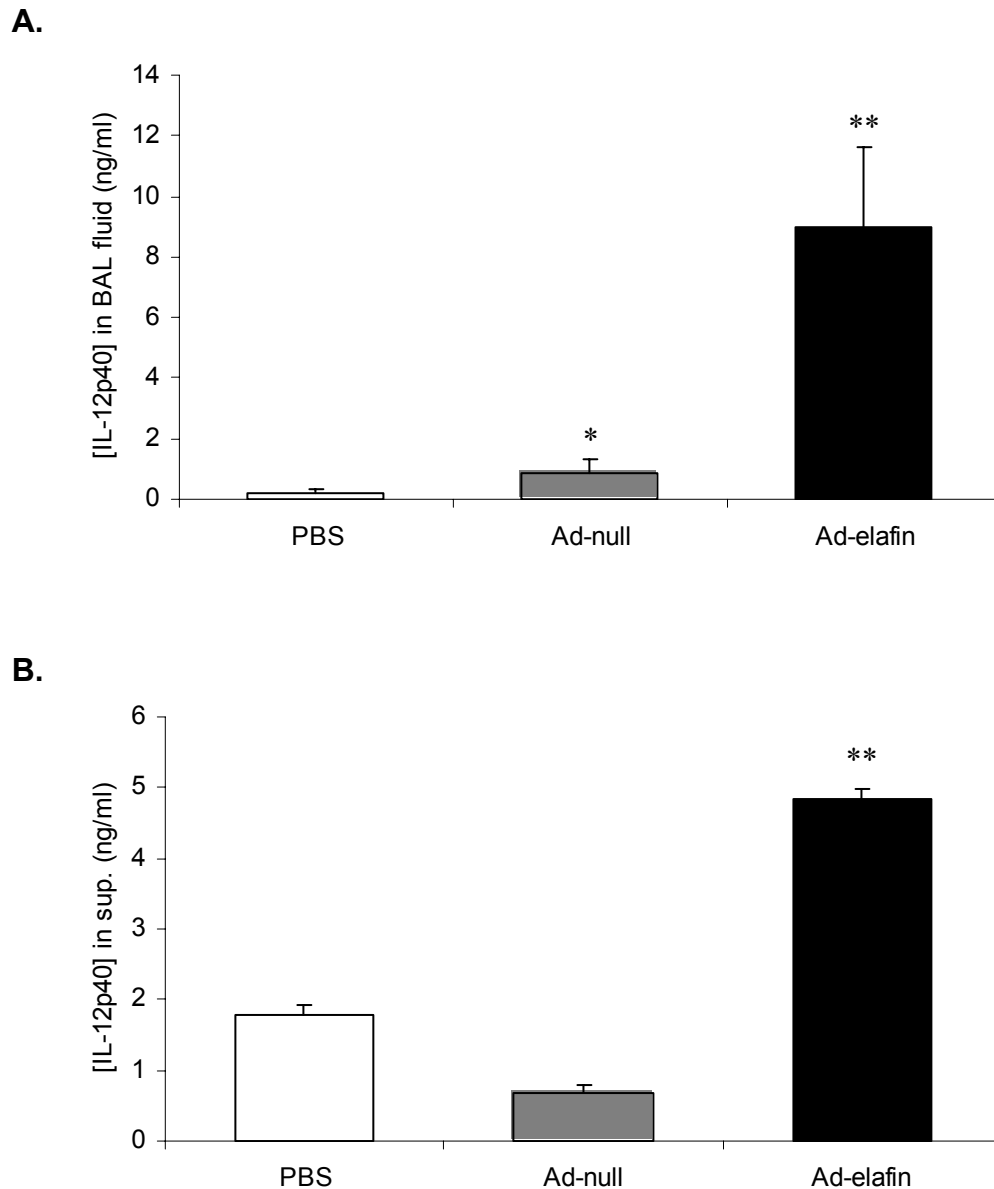 A.
[IL-12p40] in BAL fluid (ng/ml)
14
12
10
8
6
4
2
0
*
**
PBS
Ad-null
Ad-elafin
B.
[IL-12p40] in sup. (ng/ml)
6
5
4
3
2
1
0
**
PBS
Ad-null
Ad-elafin